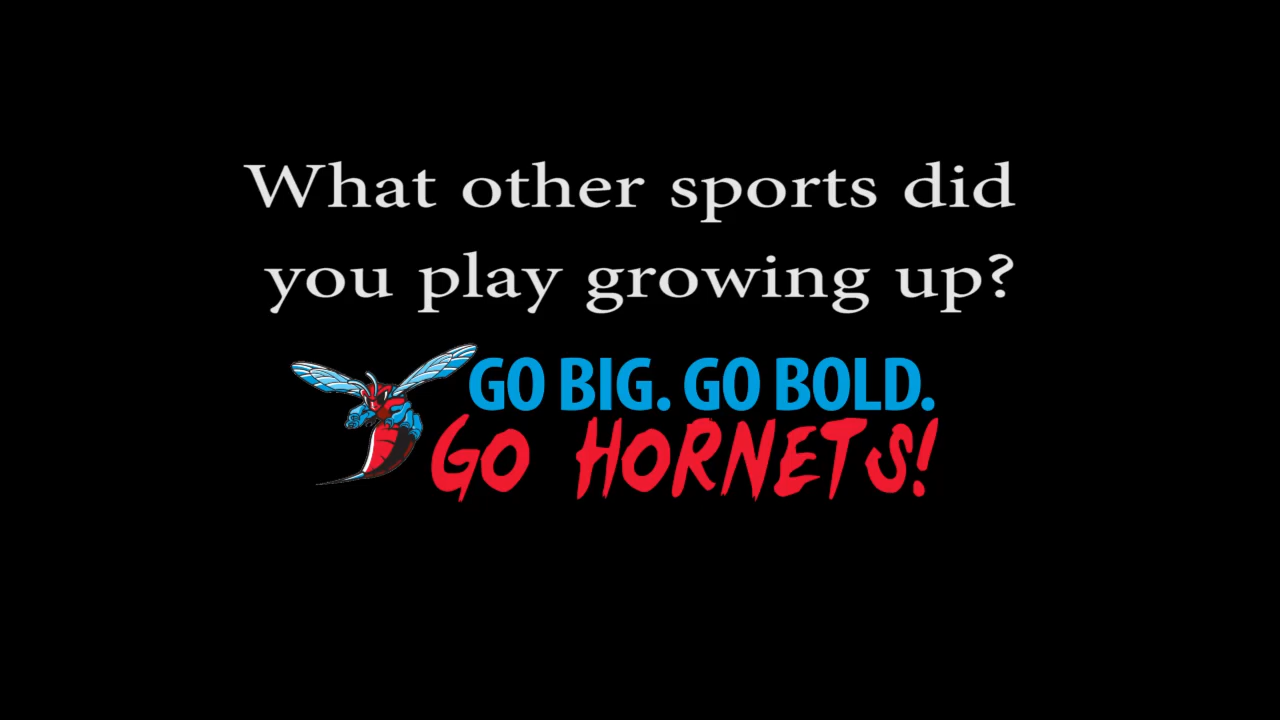 What other sports did
you play growing up?
GO BIG. GO BOLD.
GO HORNETS!